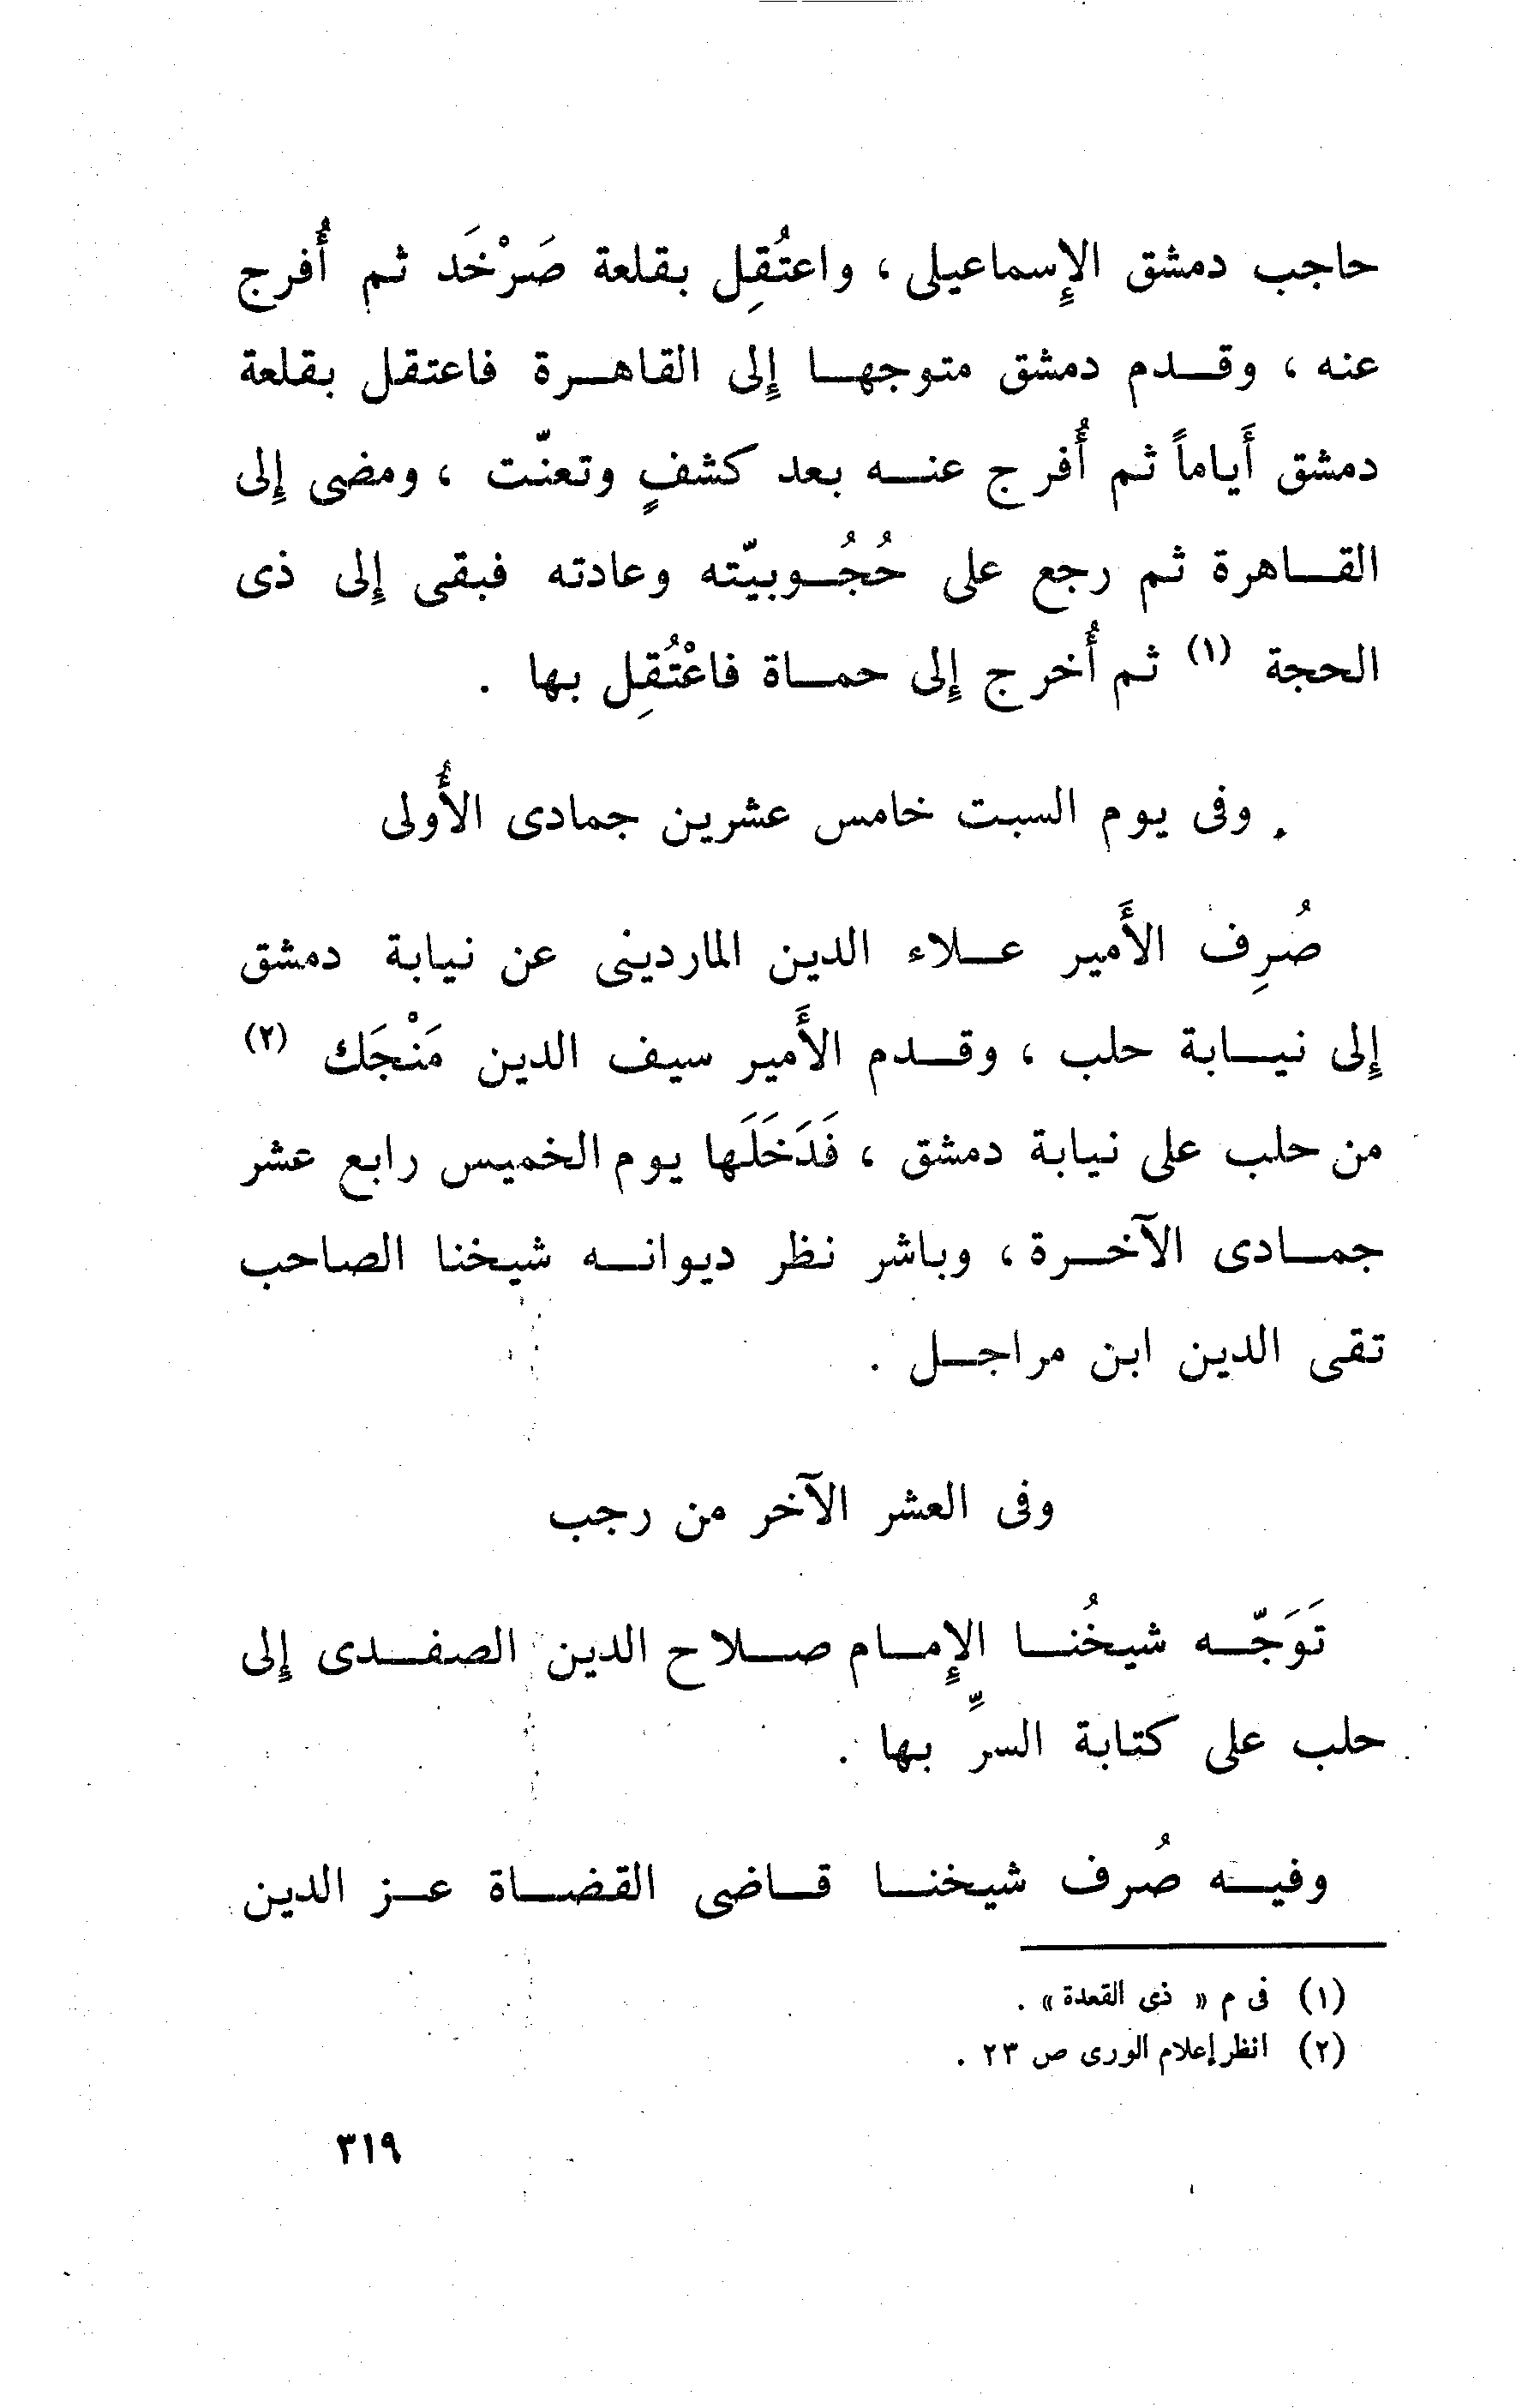 حاجب دمشق الإسماعيلى ، واعتُقِل بقلعة صَرْخَد ثم أُفرج
عنه ، وقدم دمشق متوجها إلى القاهرة فاعتقل بقلعة
دمشق أَياماً ثم أُفرج عنه بعد كشفٍ وتعنّت ، ومضى إلى
القاهرة ثم رجع على حُجُوبيّته وعادته فبقى إلى ذى
الحجة (١) ثم أُخرج إلى حماة فاعْتُقِل بها .
وفى يوم السبت خامس عشرين جمادى الأُولى
صُرِف الأَمير علاء الدين الماردينى عن نيابة دمشق
إلى نيابة حلب ، وقدم الأَمير سيف الدين مَنْجَك (٢)
من حلب على نيابة دمشق ، فَدَخَلَها يوم الخميس رابع عشر
جمادى الآخرة ، وباشر نظر ديوانه شيخنا الصاحب
تقى الدين ابن مراجل .
وفى العشر الآخر من رجب
تَوَجّه شيخُنا الإمام صلاح الدين الصفدى إلى
حلب على كتابة السرِّ بها .
وفيه صُرف شيخنا قاضى القضاة عز الدين
(١) فى م « ذى القعدة » .
(٢) انظر إعلام الورى ص ٢٣ .
٣١٩